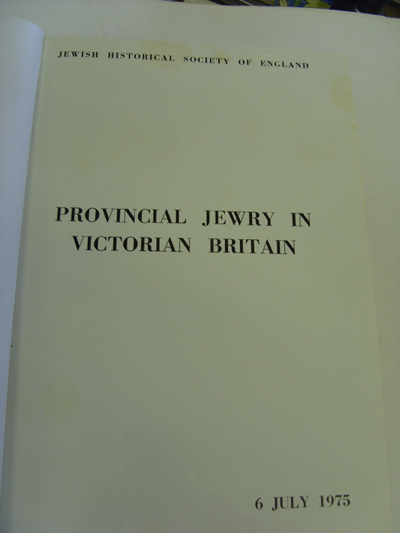 JEWISH HISTORICAL SOCIETY OF ENGLAND
PROVINCIAL JEWRY IN
VICTORIAN BRITAIN
6 JULY 1975